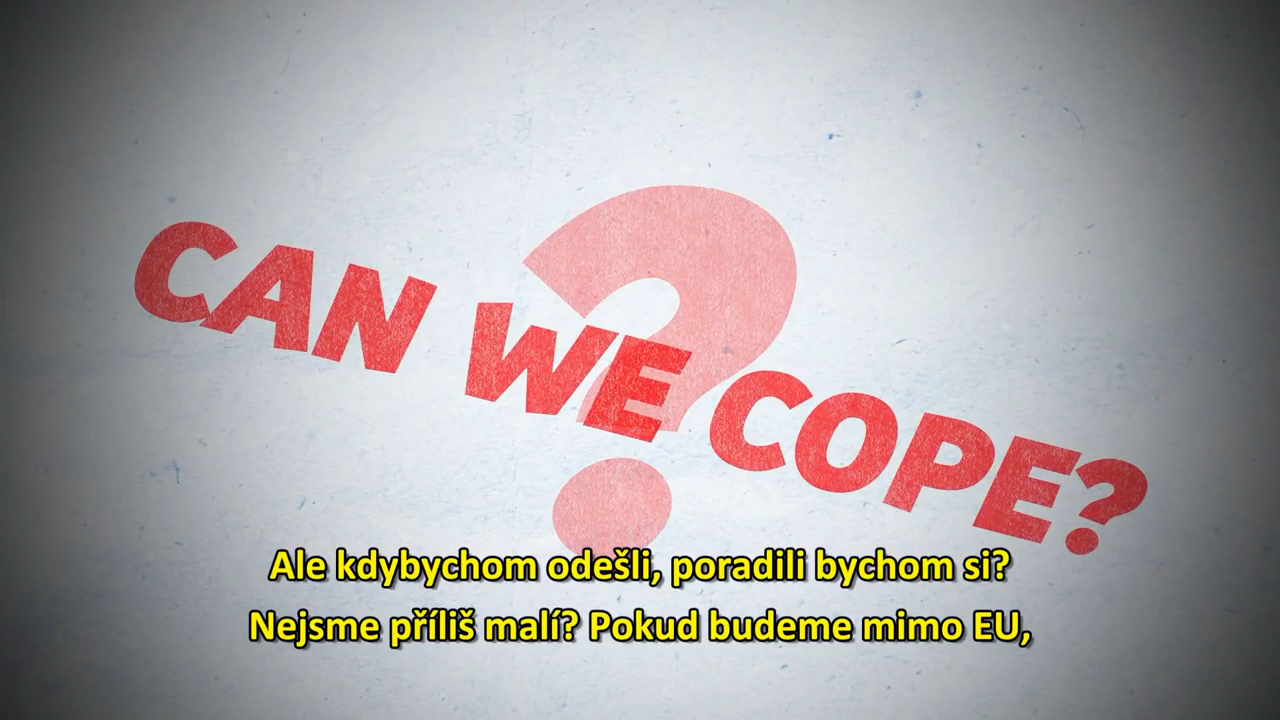 CAN WE COPE?
Ale kdybychom odešli, poradili bychom si?
Nejsme příliš malí? Pokud budeme mimo EU,